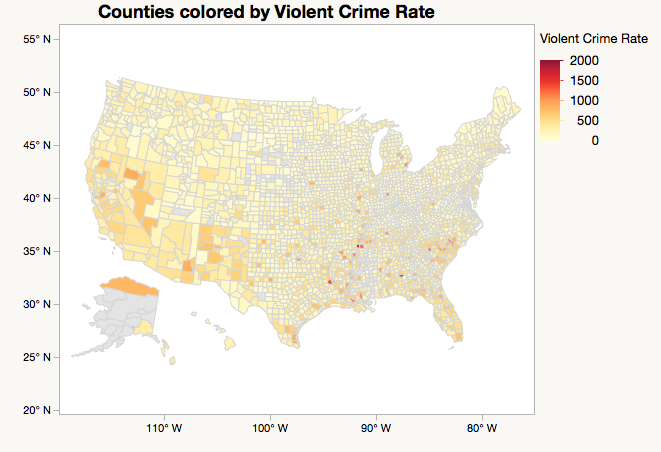 Counties colored by Violent Crime Rate
Violent Crime Rate
2000
1500
1000
500
0
55° N
50° N
45° N
40° N
35° N
30° N
25° N
20° N
110° W
100° W
90° W
80° W